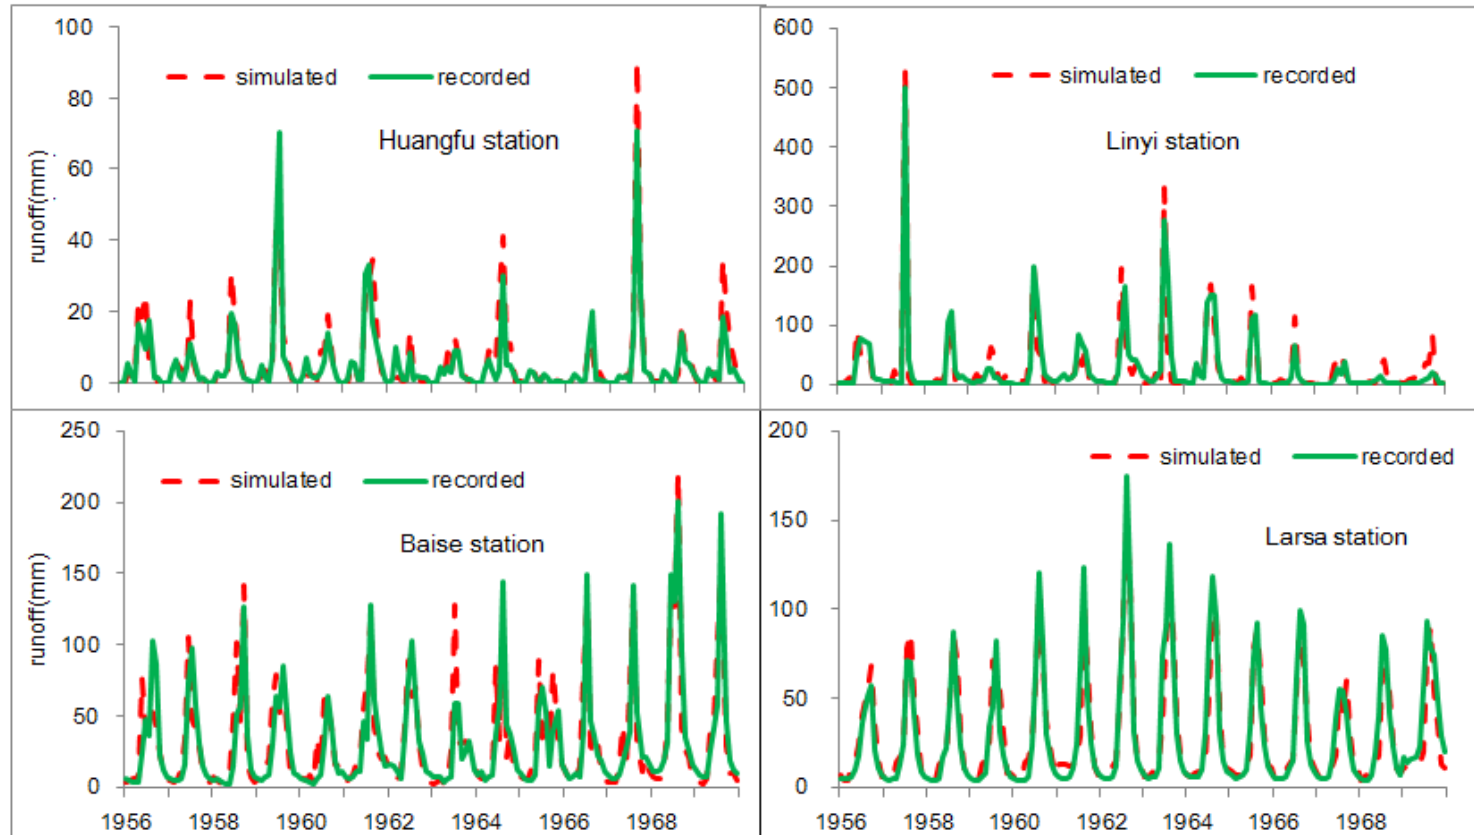 100
80
60
40
20
0
runoff(mm)
simulated recorded
Huangfu station
600
500
400
300
200
100
0
simulated recorded
Linyi station
250
200
150
100
50
0
runoff(mm)
simulated recorded
Baise station
1956 1958 1960 1962 1964 1966 1968
200
150
100
50
0
simulated recorded
Larsa station
1956 1958 1960 1962 1964 1966 1968